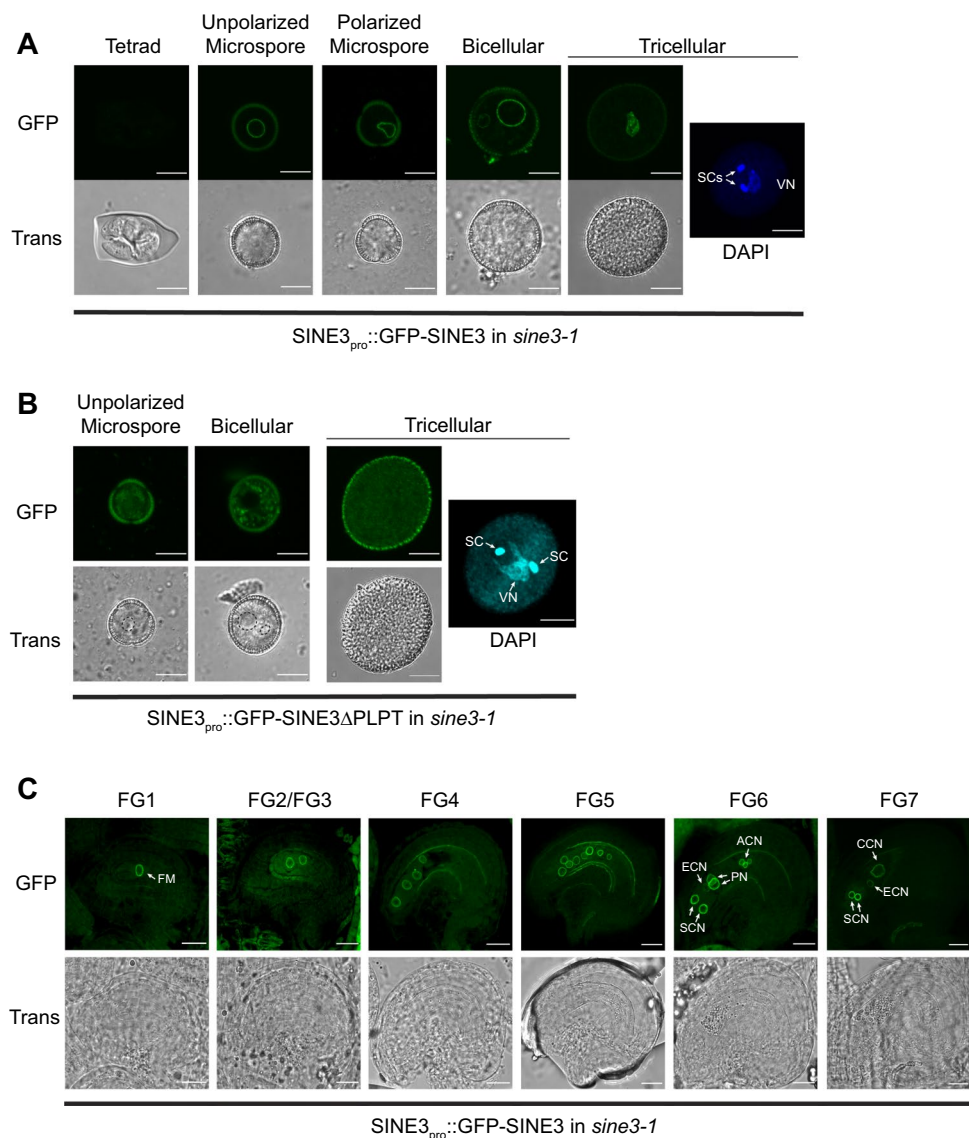 A
Tetrad
Unpolarized
Microspore
Polarized
Microspore
Bicellular
Tricellular
GFP
Trans
SCs
VN
DAPI
SINE3pro::GFP-SINE3 in sine3-1
B
Unpolarized
Microspore
Bicellular
Tricellular
GFP
Trans
SC
SC
VN
DAPI
SINE3pro::GFP-SINE3ΔPLPT in sine3-1
C
FG1
FG2/FG3
FG4
FG5
FG6
FG7
GFP
FM
ACN
ECN
PN
SCN
CCN
ECN
SCN
Trans
SINE3pro::GFP-SINE3 in sine3-1